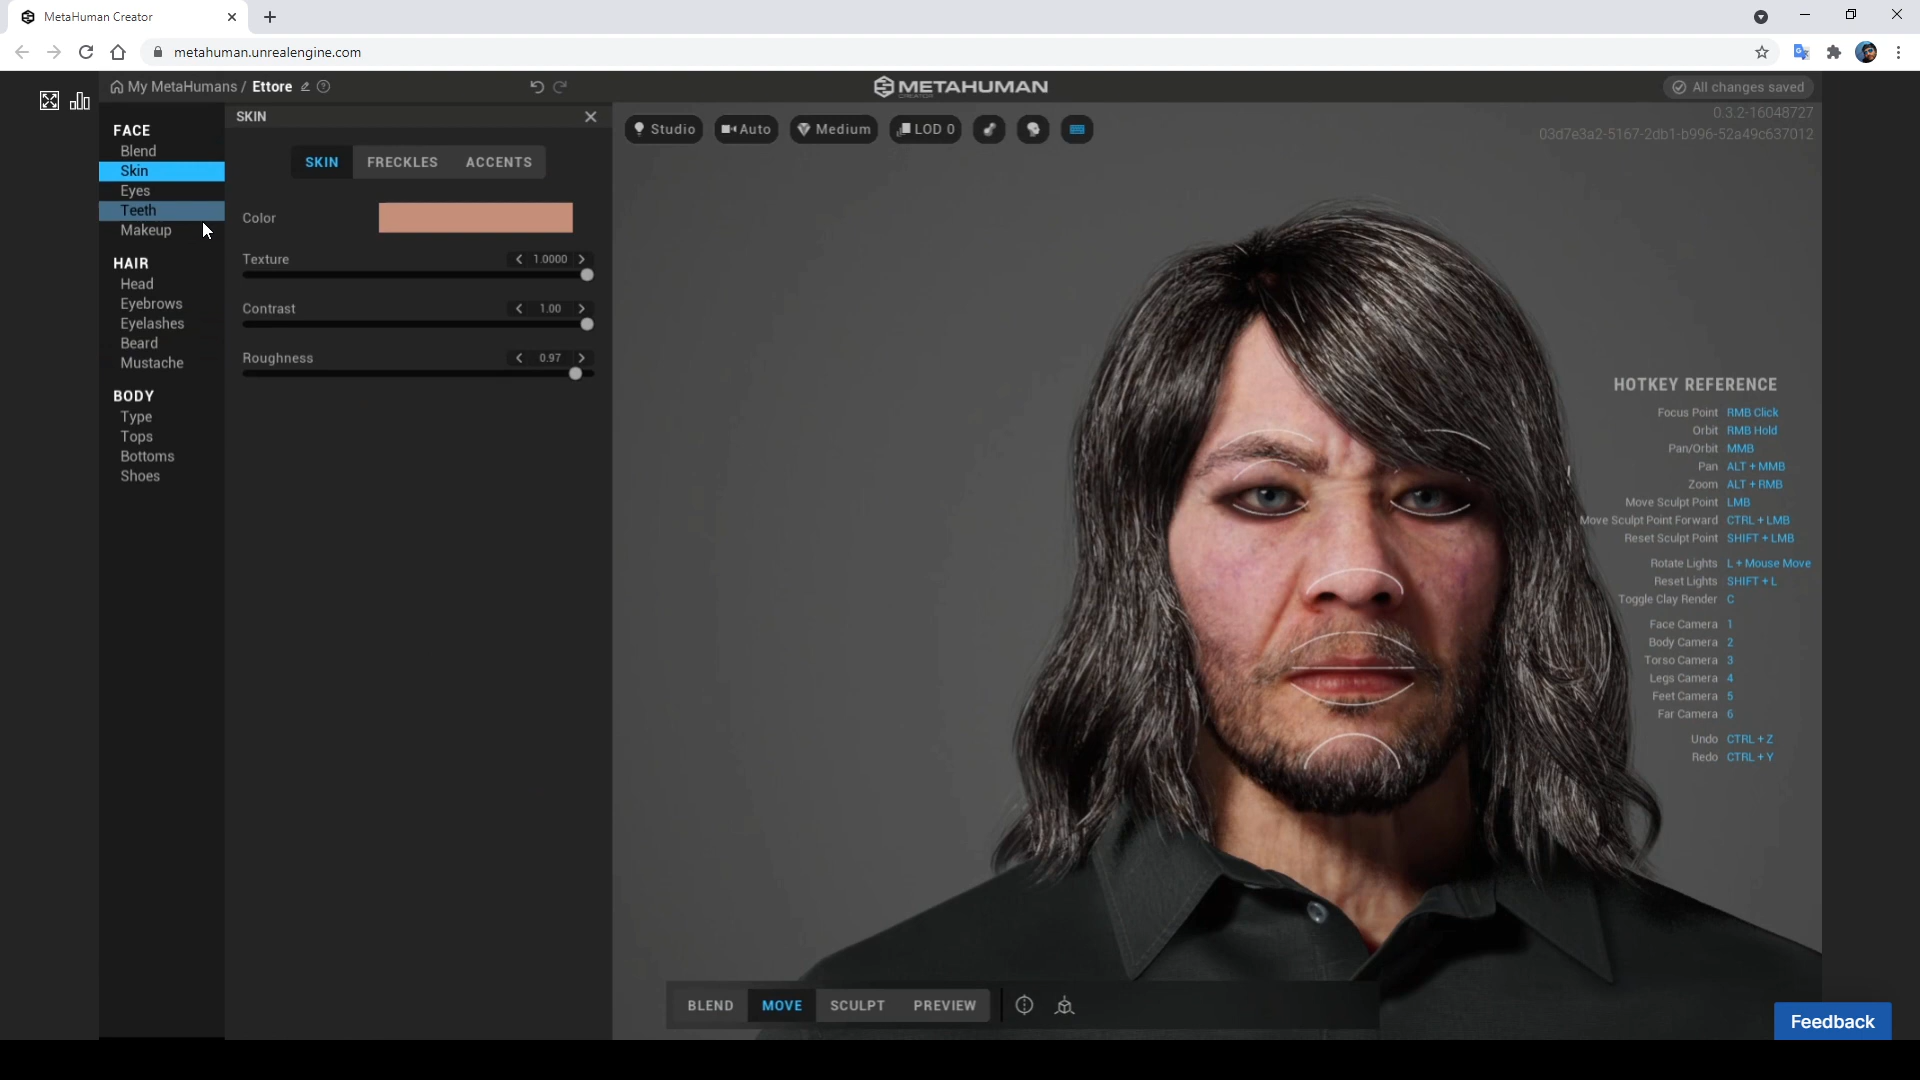 MetaHuman Creator
metahuman.unrealengine.com
My MetaHumans / Ettore
METAHUMAN
CREATOR
All changes saved
0.3.2-16048727
03d7e3a2-5167-2db1-b996-52a49c637012
FACE
Blend
Skin
Eyes
Teeth
Makeup
HAIR
Head
Eyebrows
Eyelashes
Beard
Mustache
BODY
Type
Tops
Bottoms
Shoes
SKIN
SKIN FRECKLES ACCENTS
Color
Texture 1.0000
Contrast 1.00
Roughness 0.97
Studio Auto Medium LOD 0
HOTKEY REFERENCE
Focus Point RMB Click
Orbit RMB Hold
Pan/Orbit MMB
Pan ALT + MMB
Zoom ALT + RMB
Move Sculpt Point LMB
Move Sculpt Point Forward CTRL + LMB
Reset Sculpt Point SHIFT + LMB
Rotate Lights L + Mouse Move
Reset Lights SHIFT + L
Toggle Clay Render C
Face Camera 1
Body Camera 2
Torso Camera 3
Legs Camera 4
Feet Camera 5
Far Camera 6
Undo CTRL + Z
Redo CTRL + Y
BLEND MOVE SCULPT PREVIEW
Feedback